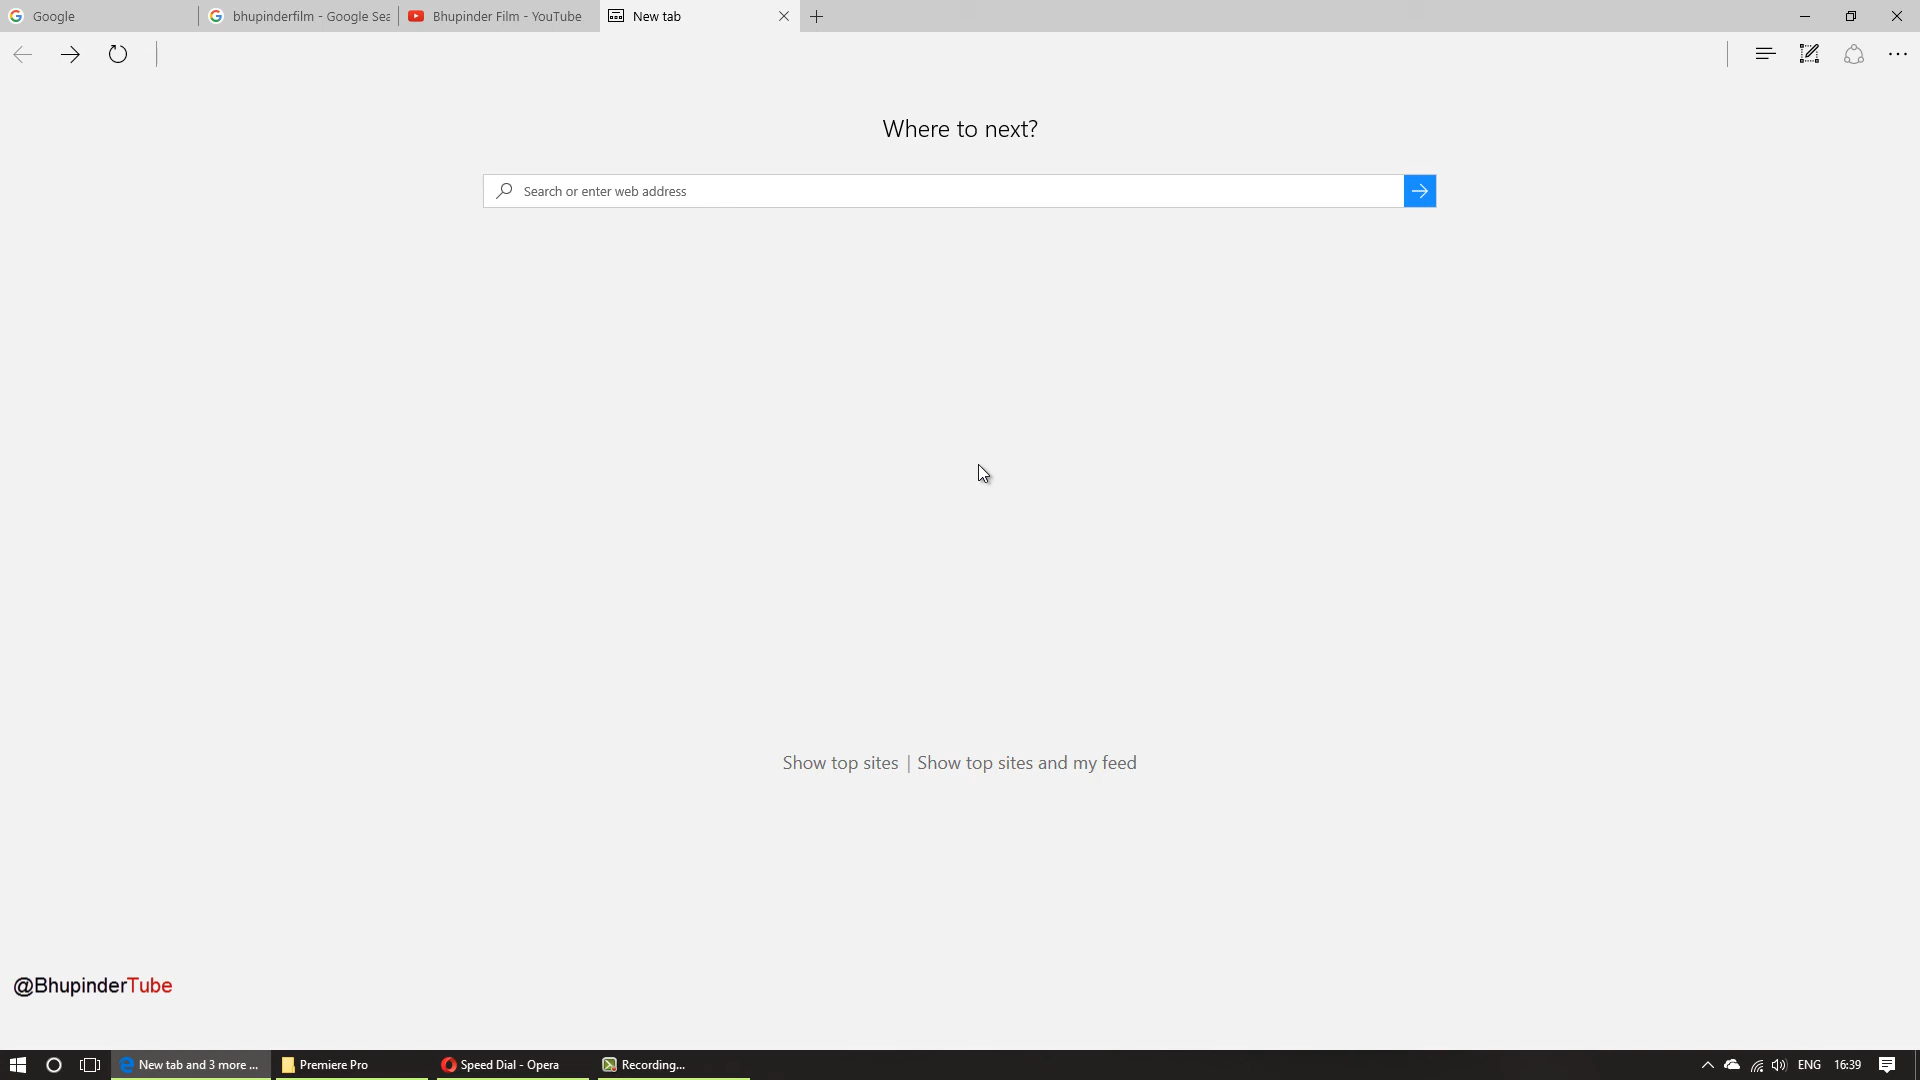 Google
bhupinderfilm - Google Sea
Bhupinder Film - YouTube
New tab
Where to next?
Search or enter web address
Show top sites | Show top sites and my feed
@BhupinderTube
New tab and 3 more ...
Premiere Pro
Speed Dial - Opera
Recording...
ENG
16:39